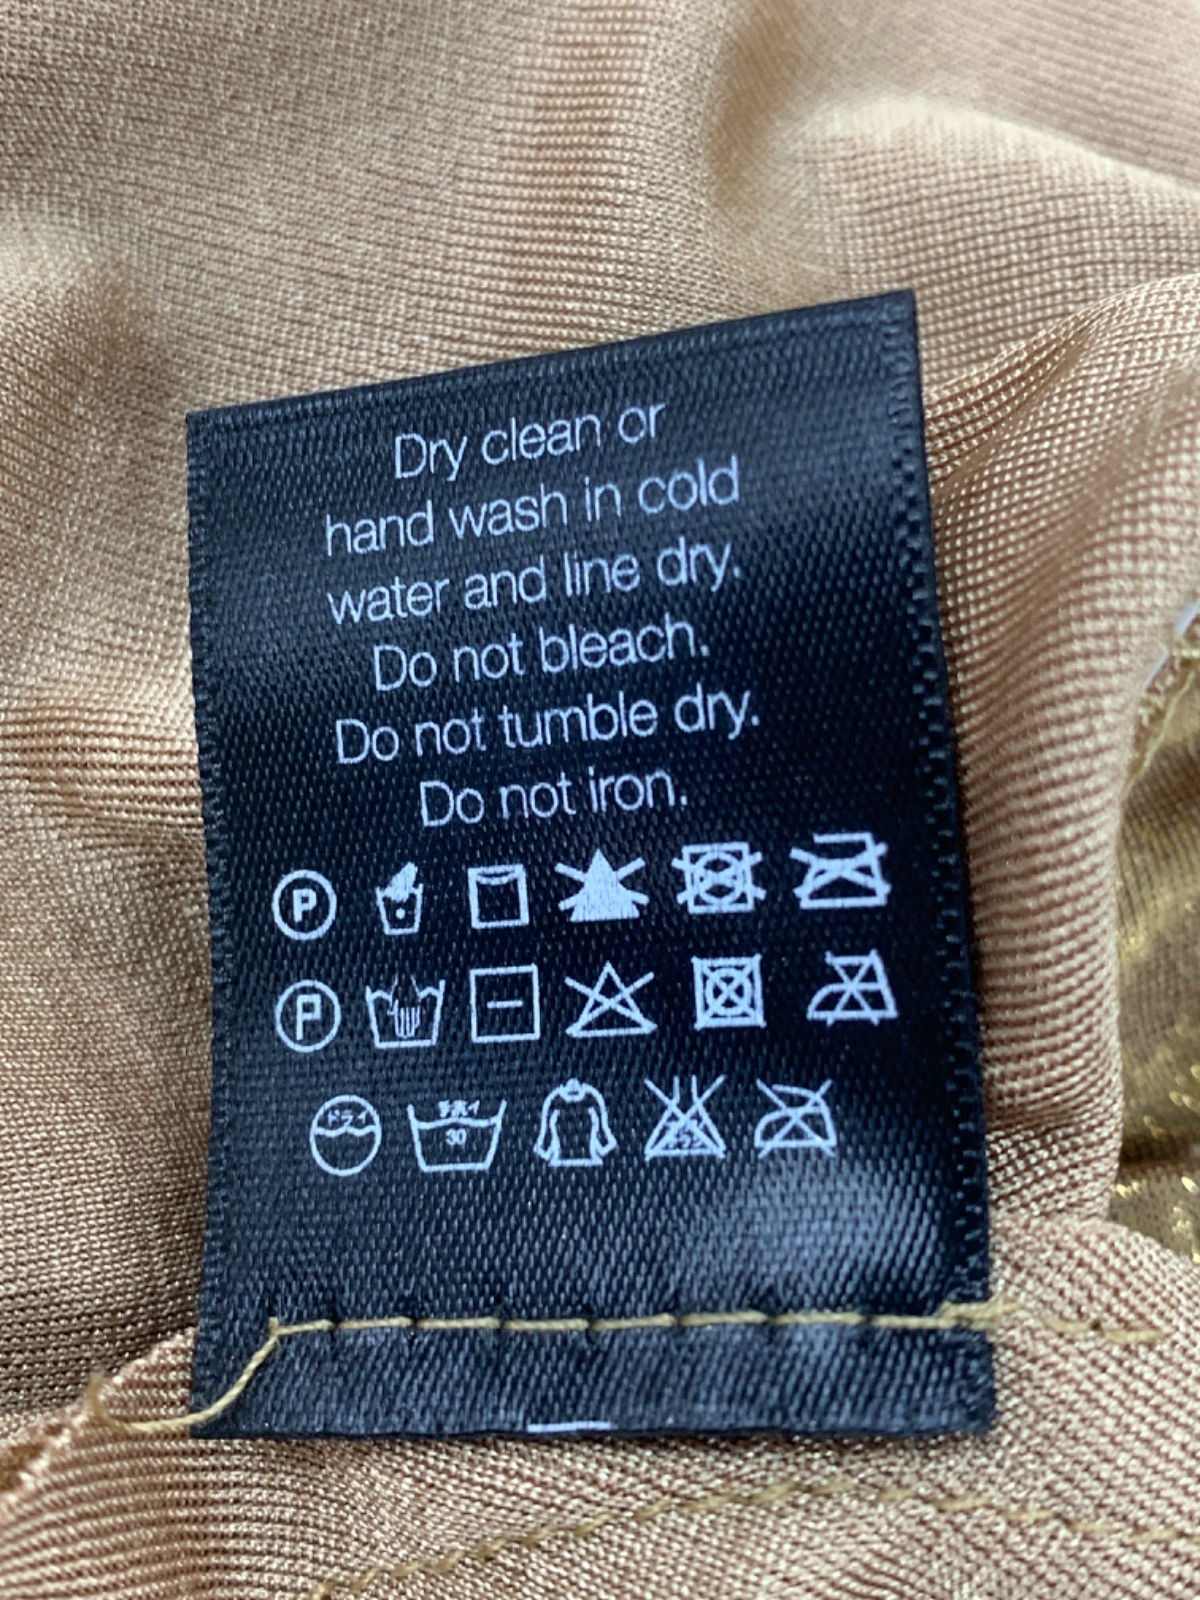 Dry clean or
hand wash in cold
water and line dry.
Do not bleach.
Do not tumble dry.
Do not iron.
P
P
ドライ 手洗イ
30